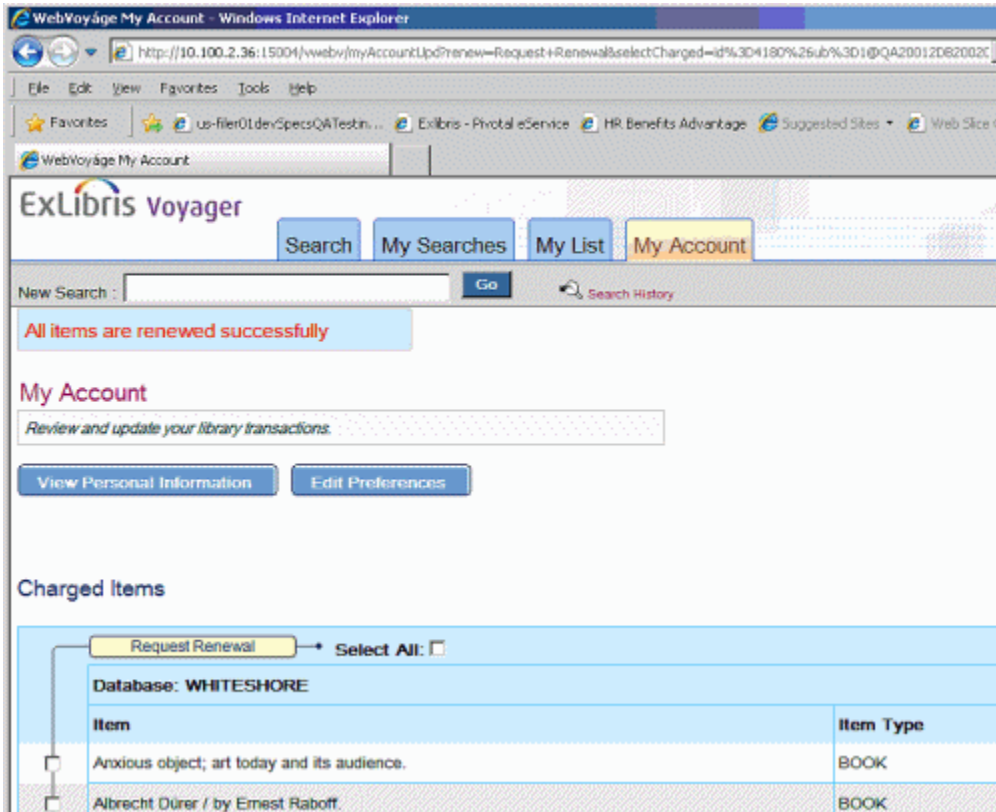 WebVoyáge My Account - Windows Internet Explorer
http://10.100.2.36:15004/vwebv/myAccountUpd?renew=Request+Renewal&selectCharged=id%3D4180%26ub%3D1@QA20012DB2002
File Edit View Favorites Tools Help
Favorites us-filer01devSpecsQATestin... Exlibris - Pivotal eService HR Benefits Advantage Suggested Sites Web Slice
WebVoyáge My Account
ExLibris Voyager
Search My Searches My List My Account
New Search : Go Search History
All items are renewed successfully
My Account
Review and update your library transactions.
View Personal Information Edit Preferences
Charged Items
Request Renewal Select All:
Database: WHITESHORE
Item Item Type
Anxious object; art today and its audience. BOOK
Albrecht Dürer / by Ernest Raboff. BOOK